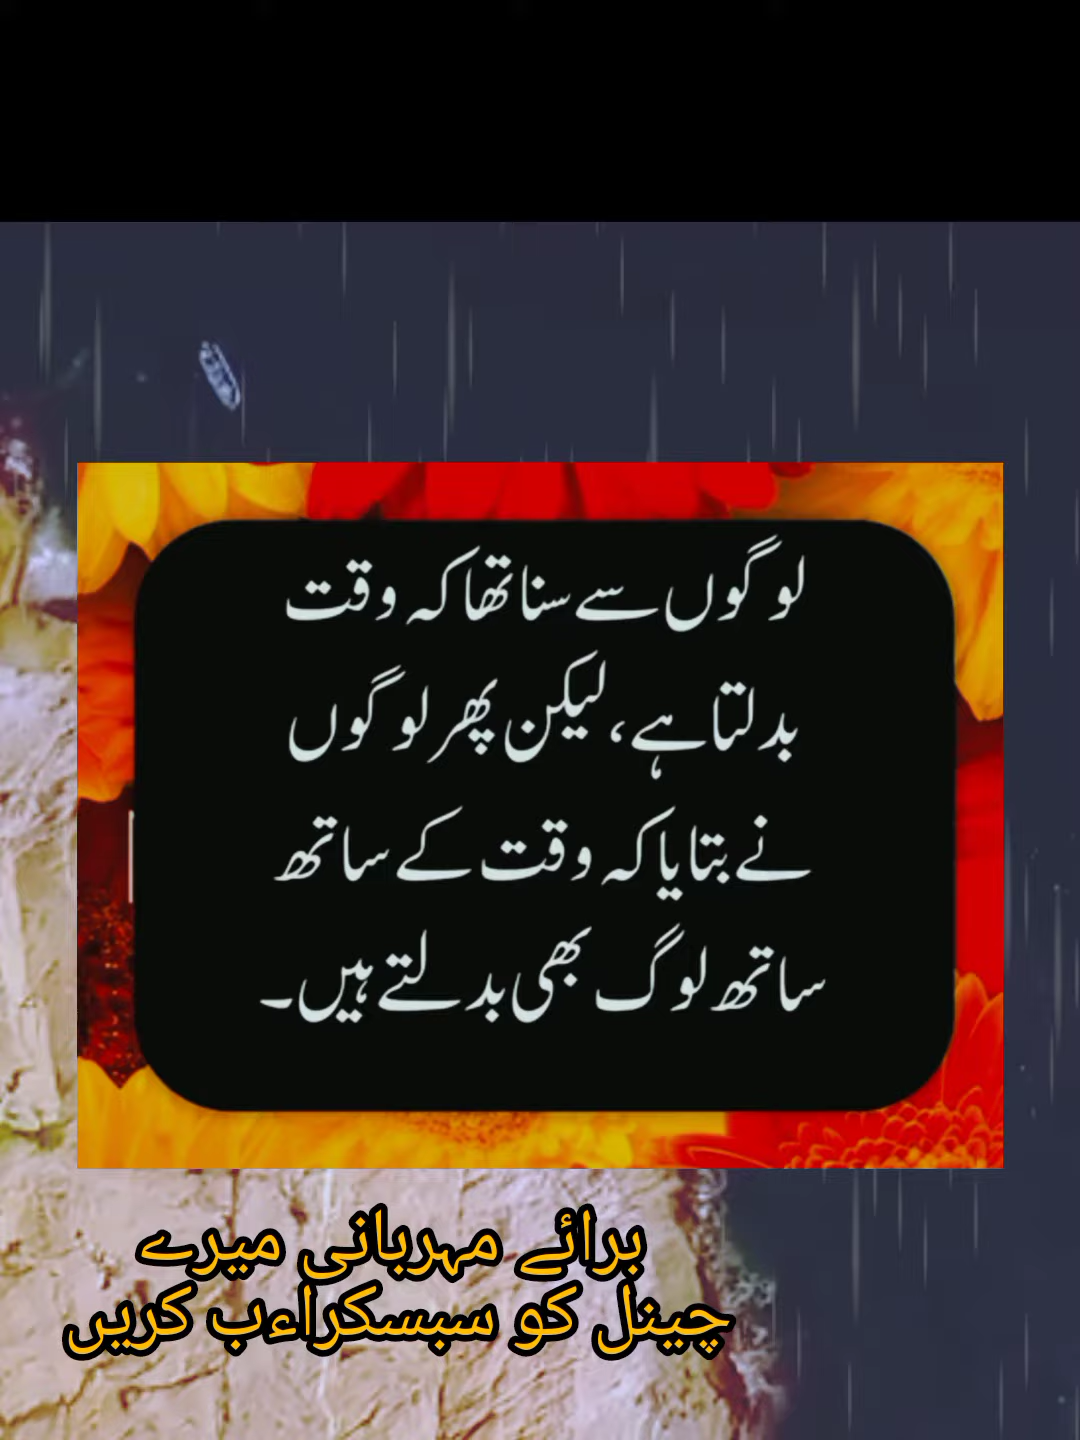 لوگوں سے سنا تھا کہ وقت
بدلتا ہے، لیکن پھر لوگوں
نے بتایا کہ وقت کے ساتھ
ساتھ لوگ بھی بدلتے ہیں۔
برائے مہربانی میرے
چینل کو سبسکراءب کریں